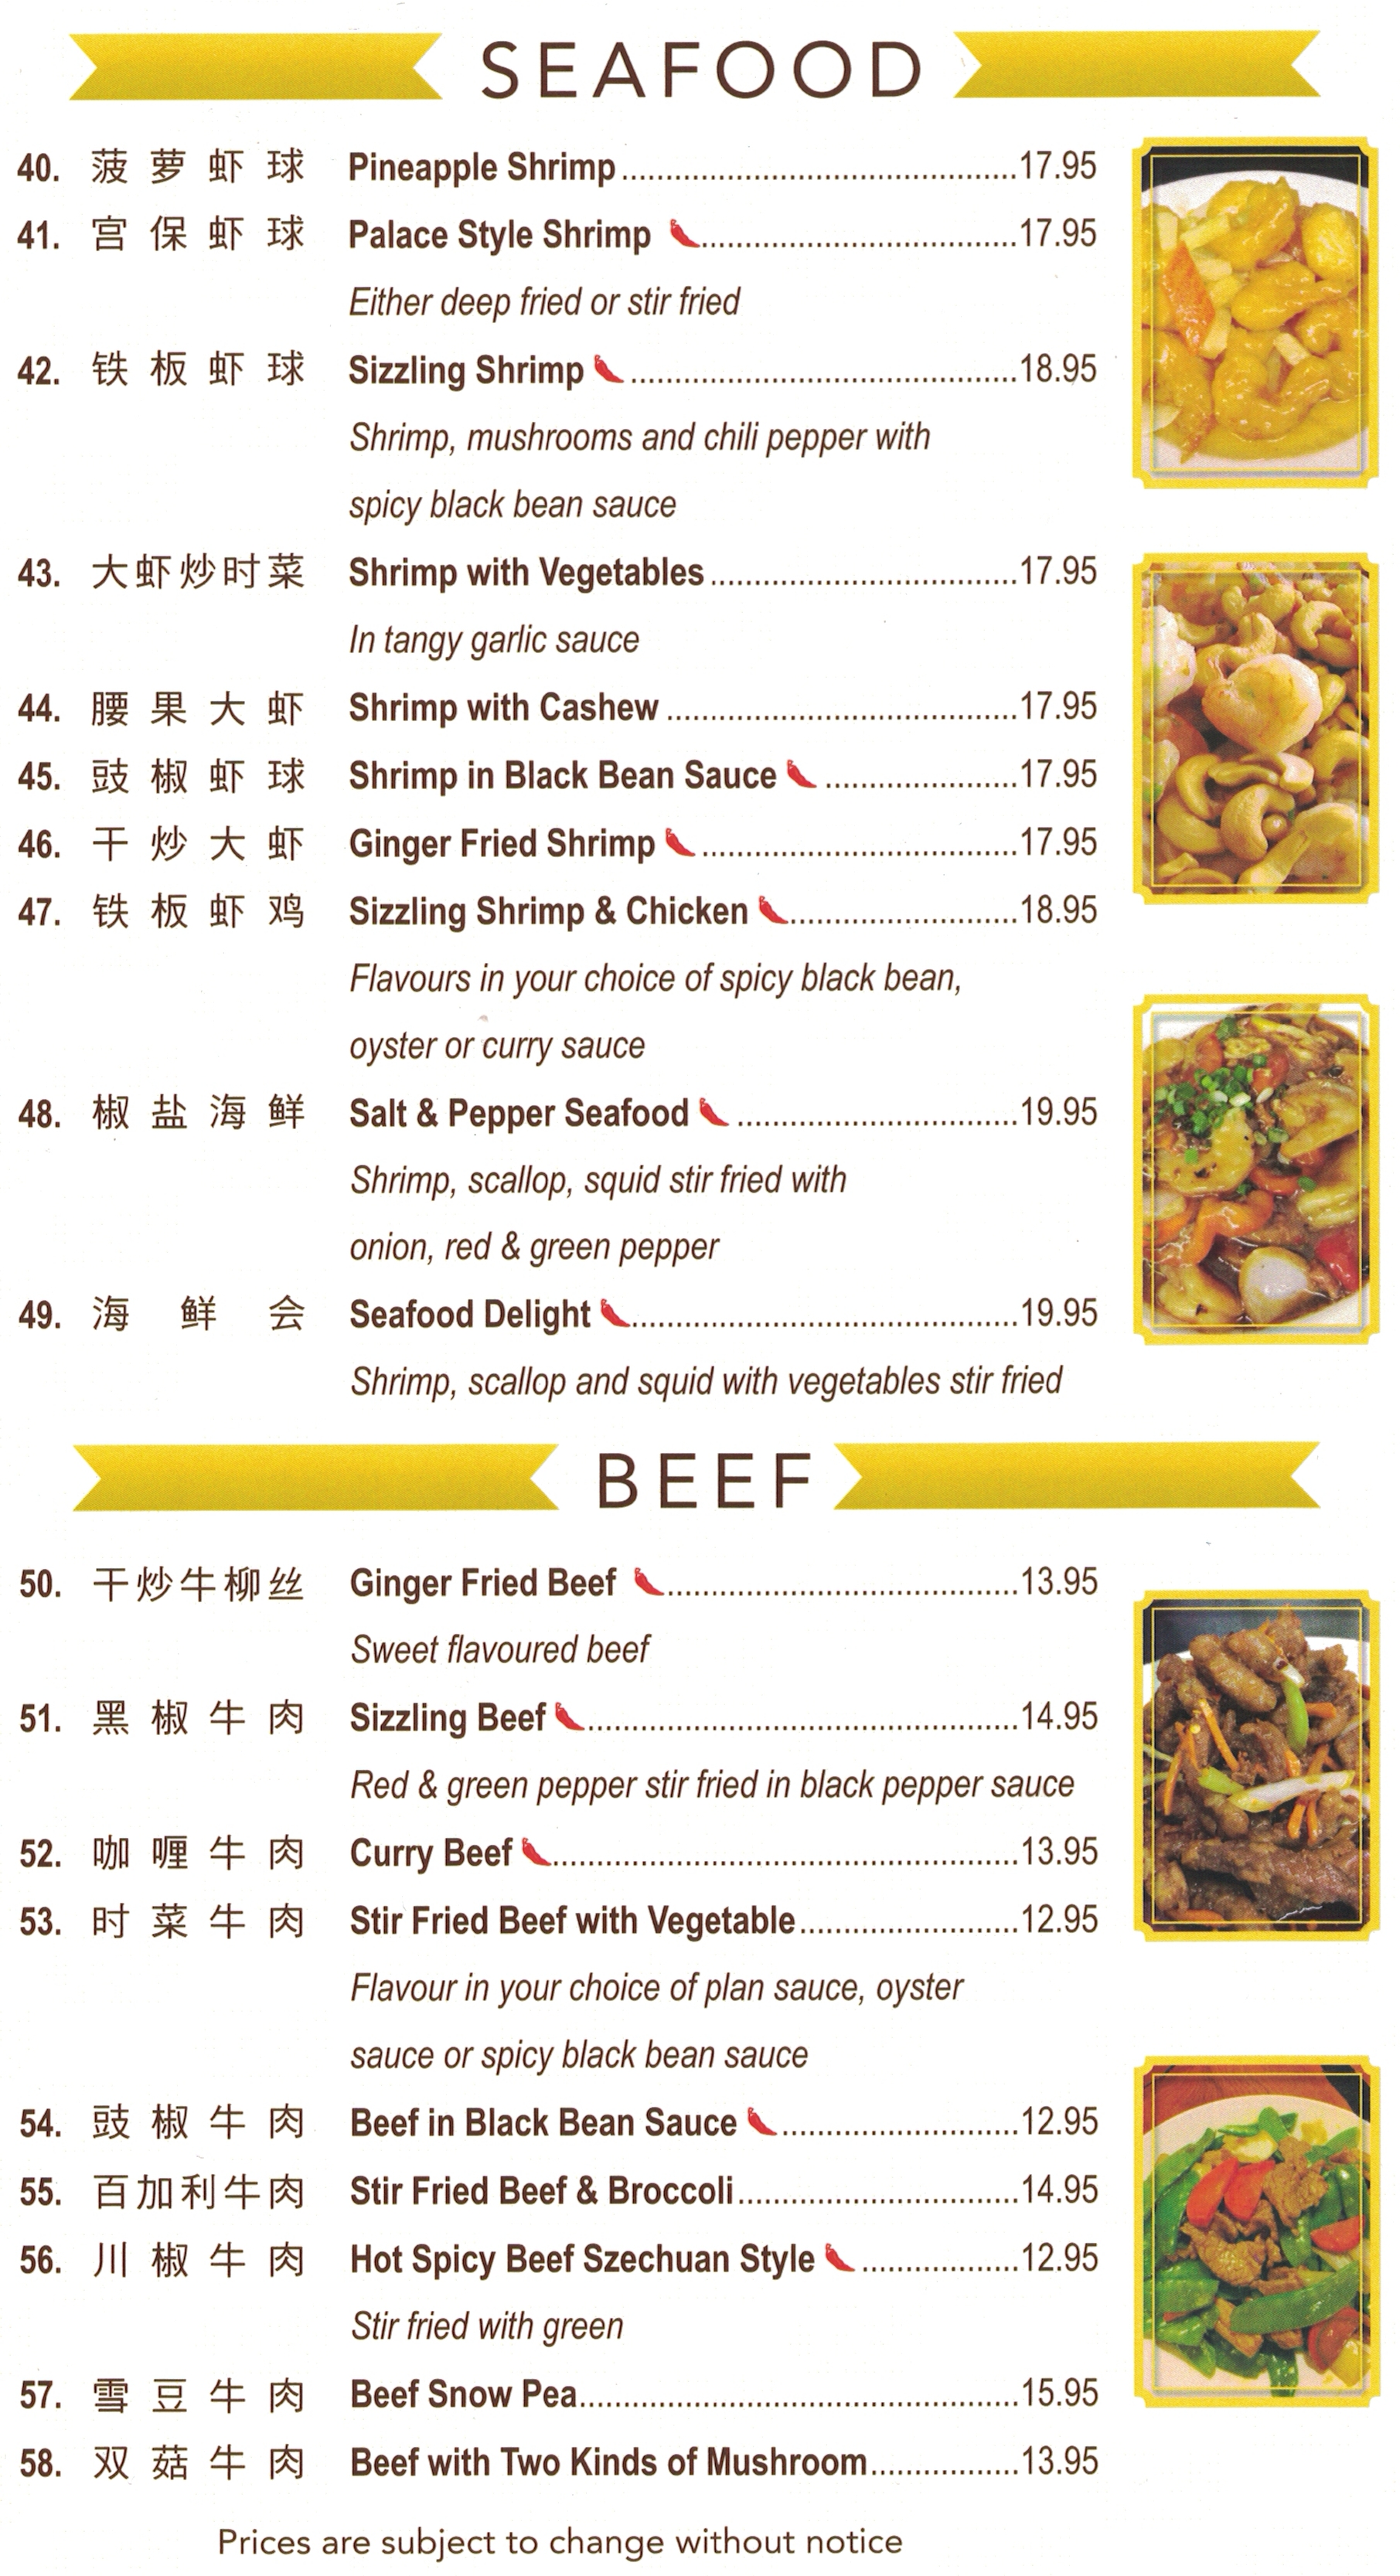 SEAFOOD
40. 菠萝虾球 Pineapple Shrimp 17.95
41. 宫保虾球 Palace Style Shrimp 17.95
Either deep fried or stir fried
42. 铁板虾球 Sizzling Shrimp 18.95
Shrimp, mushrooms and chili pepper with
spicy black bean sauce
43. 大虾炒时菜 Shrimp with Vegetables 17.95
In tangy garlic sauce
44. 腰果大虾 Shrimp with Cashew 17.95
45. 豉椒虾球 Shrimp in Black Bean Sauce 17.95
46. 干炒大虾 Ginger Fried Shrimp 17.95
47. 铁板虾鸡 Sizzling Shrimp & Chicken 18.95
Flavours in your choice of spicy black bean,
oyster or curry sauce
48. 椒盐海鲜 Salt & Pepper Seafood 19.95
Shrimp, scallop, squid stir fried with
onion, red & green pepper
49. 海鲜会 Seafood Delight 19.95
Shrimp, scallop and squid with vegetables stir fried
BEEF
50. 干炒牛柳丝 Ginger Fried Beef 13.95
Sweet flavoured beef
51. 黑椒牛肉 Sizzling Beef 14.95
Red & green pepper stir fried in black pepper sauce
52. 咖喱牛肉 Curry Beef 13.95
53. 时菜牛肉 Stir Fried Beef with Vegetable 12.95
Flavour in your choice of plan sauce, oyster
sauce or spicy black bean sauce
54. 豉椒牛肉 Beef in Black Bean Sauce 12.95
55. 百加利牛肉 Stir Fried Beef & Broccoli 14.95
56. 川椒牛肉 Hot Spicy Beef Szechuan Style 12.95
Stir fried with green
57. 雪豆牛肉 Beef Snow Pea 15.95
58. 双菇牛肉 Beef with Two Kinds of Mushroom 13.95
Prices are subject to change without notice